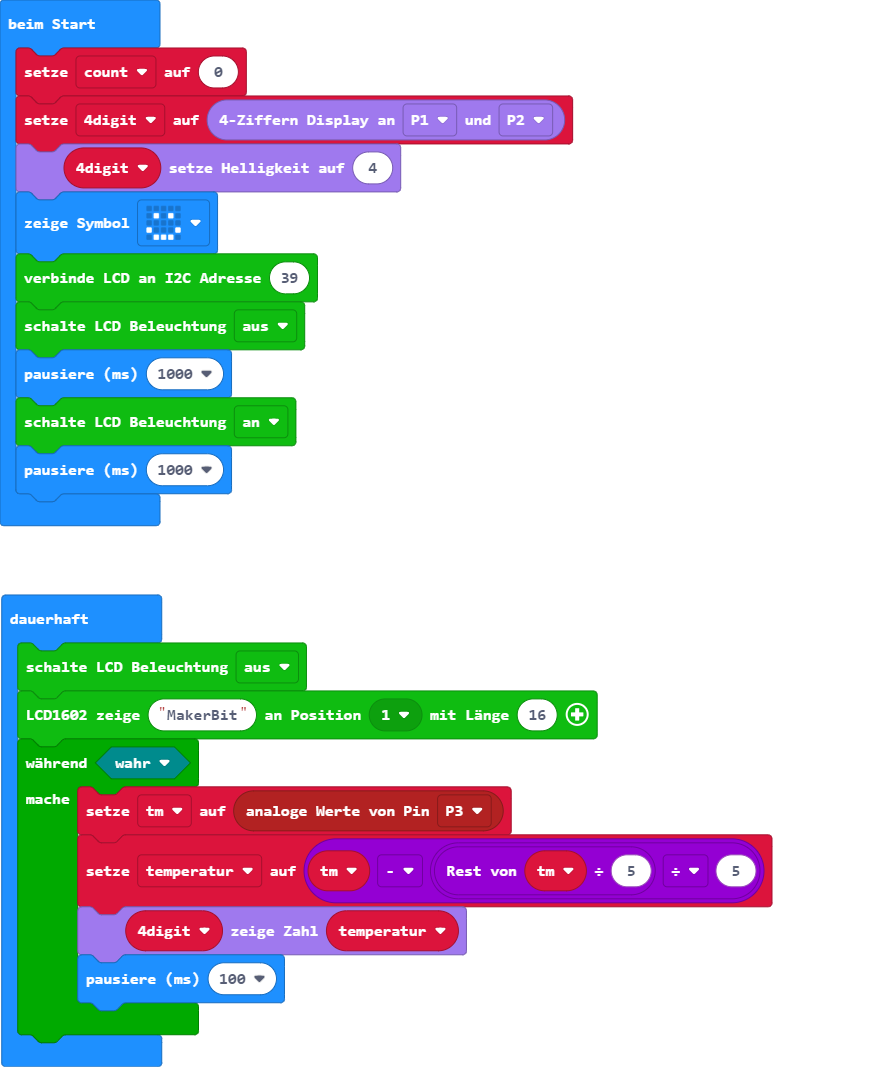 beim Start
setze count auf 0
setze 4digit auf 4-Ziffern Display an P1 und P2
4digit setze Helligkeit auf 4
zeige Symbol
verbinde LCD an I2C Adresse 39
schalte LCD Beleuchtung aus
pausiere (ms) 1000
schalte LCD Beleuchtung an
pausiere (ms) 1000
dauerhaft
schalte LCD Beleuchtung aus
LCD1602 zeige "MakerBit" an Position 1 mit Länge 16
während wahr
mache
setze tm auf analoge Werte von Pin P3
setze temperatur auf tm - Rest von tm ÷ 5 ÷ 5
4digit zeige Zahl temperatur
pausiere (ms) 100